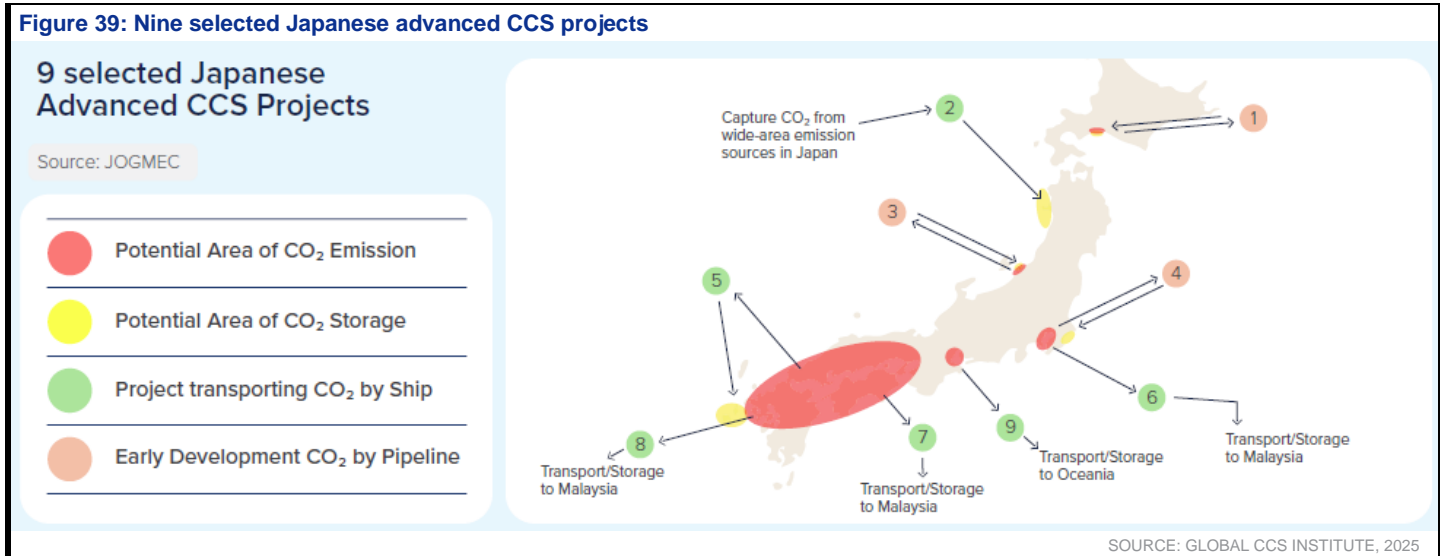 Figure 39: Nine selected Japanese advanced CCS projects
9 selected Japanese
Advanced CCS Projects
Source: JOGMEC
Potential Area of CO₂ Emission
Potential Area of CO₂ Storage
Project transporting CO₂ by Ship
Early Development CO₂ by Pipeline
Capture CO₂ from
wide-area emission
sources in Japan
2
1
3
4
5
6
Transport/Storage
to Malaysia
9
Transport/Storage
to Oceania
7
Transport/Storage
to Malaysia
8
Transport/Storage
to Malaysia
SOURCE: GLOBAL CCS INSTITUTE, 2025